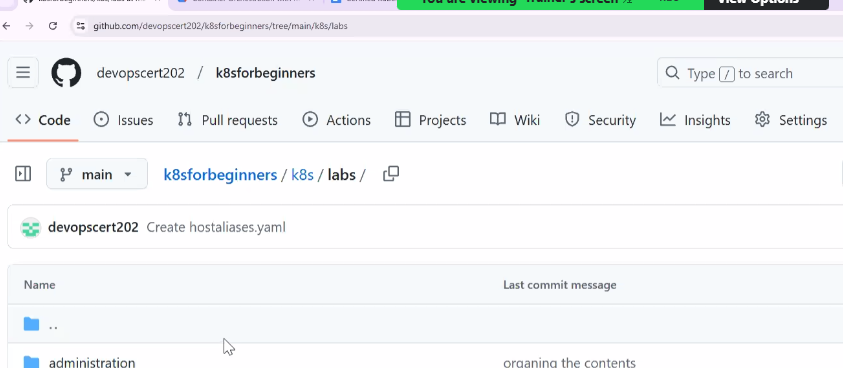 You are viewing Trainer's screen
View Options
github.com/devopscert202/k8sforbeginners/tree/main/k8s/labs
devopscert202 / k8sforbeginners
Type / to search
Code Issues Pull requests Actions Projects Wiki Security Insights Settings
main k8sforbeginners / k8s / labs /
devopscert202 Create hostaliases.yaml
Name Last commit message
..
administration organing the contents